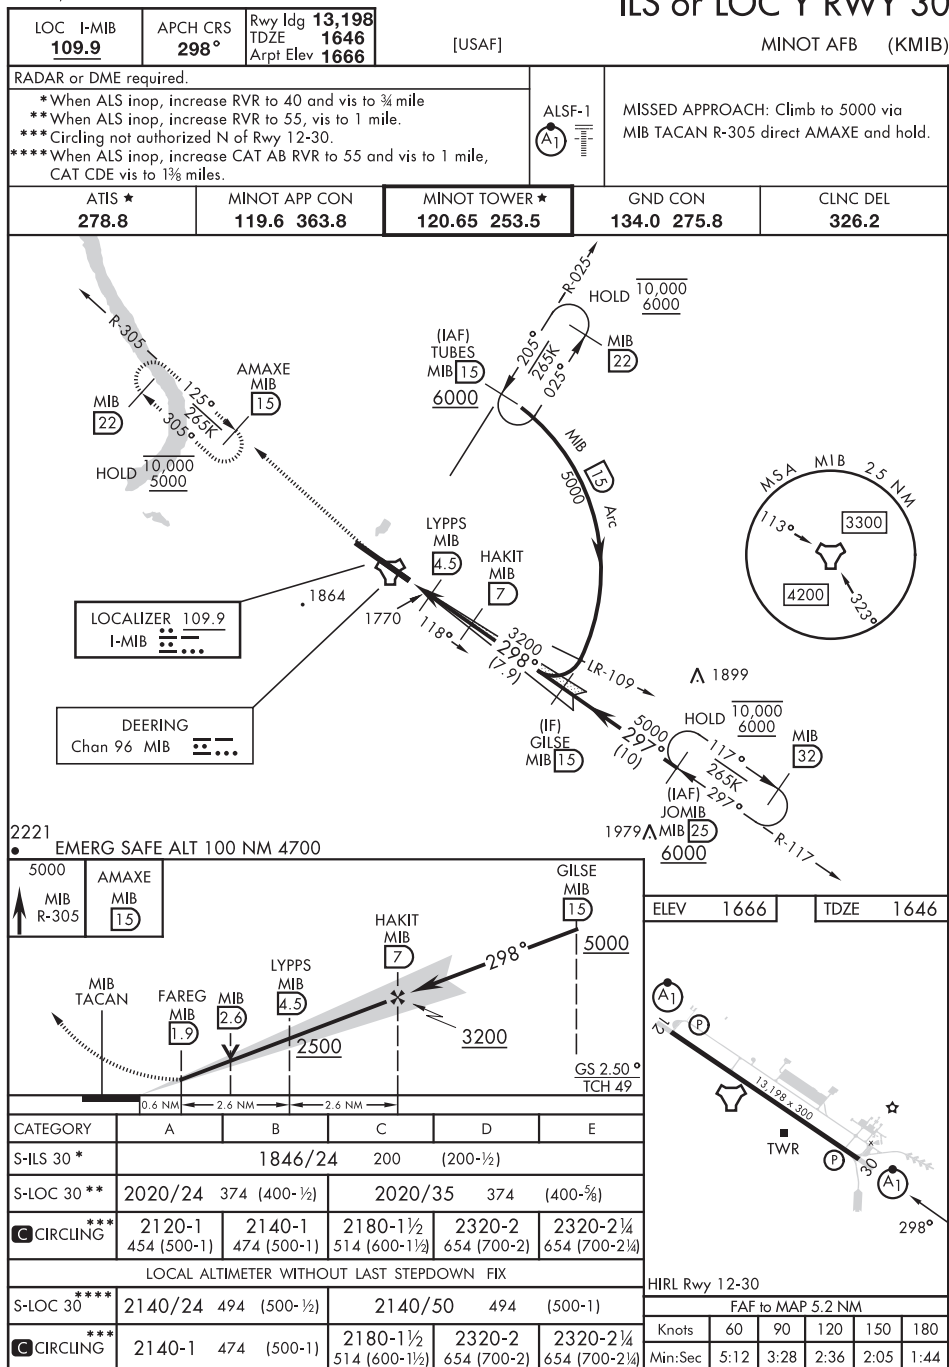 ILS or LOC Y RWY 30
LOC I-MIB
109.9
APCH CRS
298°
Rwy ldg 13,198
TDZE 1646
Arpt Elev 1666
[USAF]
MINOT AFB (KMIB)
RADAR or DME required.
* When ALS inop, increase RVR to 40 and vis to ¾ mile
** When ALS inop, increase RVR to 55, vis to 1 mile.
*** Circling not authorized N of Rwy 12-30.
**** When ALS inop, increase CAT AB RVR to 55 and vis to 1 mile,
CAT CDE vis to 1⅜ miles.
ALSF-1
A1
MISSED APPROACH: Climb to 5000 via
MIB TACAN R-305 direct AMAXE and hold.
ATIS ★
278.8
MINOT APP CON
119.6 363.8
MINOT TOWER ★
120.65 253.5
GND CON
134.0 275.8
CLNC DEL
326.2
R-025
HOLD 10,000
6000
(IAF)
TUBES
MIB 15
6000
205°
265K
025°
MIB
22
R-305
AMAXE
MIB
15
125°
265K
305°
MIB
22
HOLD 10,000
5000
MIB 15 Arc
5000
MSA MIB 25 NM
113°
3300
4200
323°
LYPPS
MIB
4.5
HAKIT
MIB
7
1864
1770
118°
LOCALIZER 109.9
I-MIB
3200
298°
(7.9)
LR-109
1899
DEERING
Chan 96 MIB
(IF)
GILSE
MIB 15
5000
297°
(10)
HOLD 10,000
6000
117°
265K
297°
MIB
32
(IAF)
JOMIB
MIB 25
6000
1979
R-117
2221
EMERG SAFE ALT 100 NM 4700
5000
MIB
R-305
AMAXE
MIB
15
GILSE
MIB
15
5000
298°
HAKIT
MIB
7
3200
LYPPS
MIB
4.5
2500
MIB
2.6
FAREG
MIB
1.9
MIB
TACAN
GS 2.50°
TCH 49
0.6 NM
2.6 NM
2.6 NM
ELEV 1666
TDZE 1646
A1
P
12
13,198 x 300
TWR
P
30
A1
298°
HIRL Rwy 12-30
CATEGORY A B C D E
S-ILS 30 * 1846/24 200 (200-½)
S-LOC 30 ** 2020/24 374 (400-½) 2020/35 374 (400-⅝)
C CIRCLING *** 2120-1 2140-1 2180-1½ 2320-2 2320-2¼
454 (500-1) 474 (500-1) 514 (600-1½) 654 (700-2) 654 (700-2¼)
LOCAL ALTIMETER WITHOUT LAST STEPDOWN FIX
S-LOC 30 **** 2140/24 494 (500-½) 2140/50 494 (500-1)
C CIRCLING *** 2140-1 474 (500-1) 2180-1½ 2320-2 2320-2¼
514 (600-1½) 654 (700-2) 654 (700-2¼)
FAF to MAP 5.2 NM
Knots 60 90 120 150 180
Min:Sec 5:12 3:28 2:36 2:05 1:44